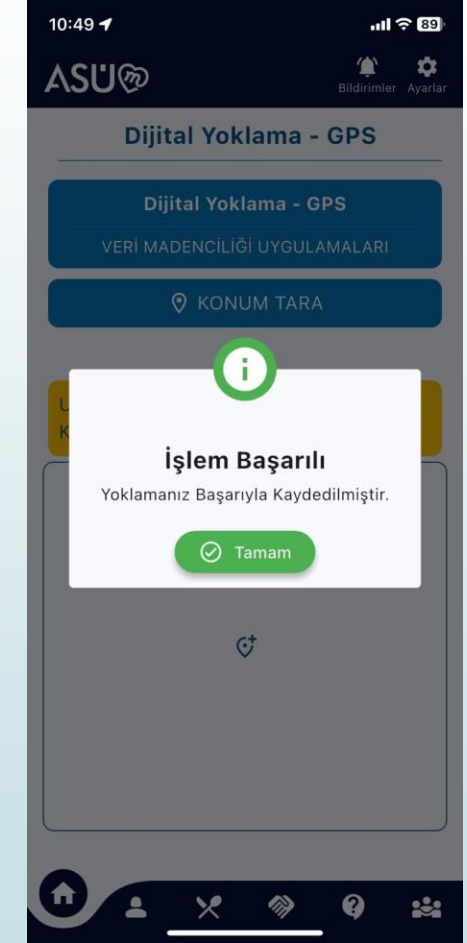 10:49
89
ASÜm
Bildirimler
Ayarlar
Dijital Yoklama - GPS
Dijital Yoklama - GPS
VERİ MADENCİLİĞİ UYGULAMALARI
KONUM TARA
U
K
İşlem Başarılı
Yoklamanız Başarıyla Kaydedilmiştir.
Tamam